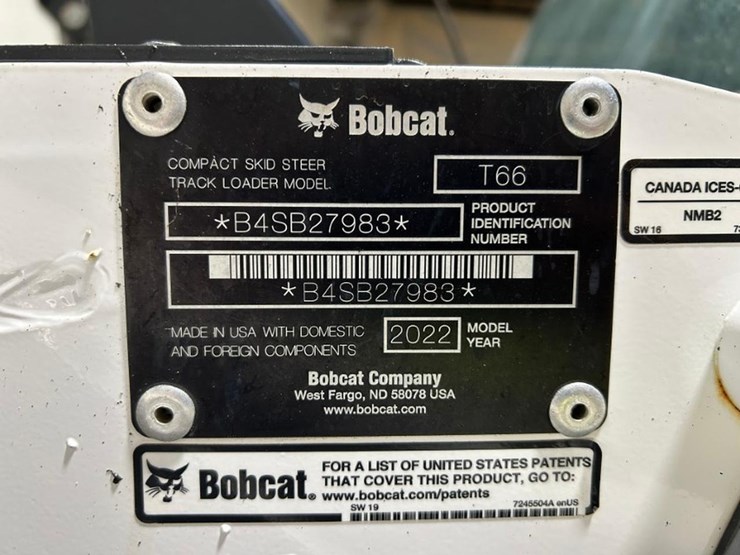 Bobcat.
COMPACT SKID STEER
TRACK LOADER MODEL.
T66
*B4SB27983*
PRODUCT
IDENTIFICATION
NUMBER
*B4SB27983*
MADE IN USA WITH DOMESTIC
AND FOREIGN COMPONENTS
2022
MODEL
YEAR
Bobcat Company
West Fargo, ND 58078 USA
www.bobcat.com
Bobcat®
FOR A LIST OF UNITED STATES PATENTS
THAT COVER THIS PRODUCT, GO TO:
www.bobcat.com/patents
SW 19
7245504A enUS
CANADA ICES-
NMB2
SW 16